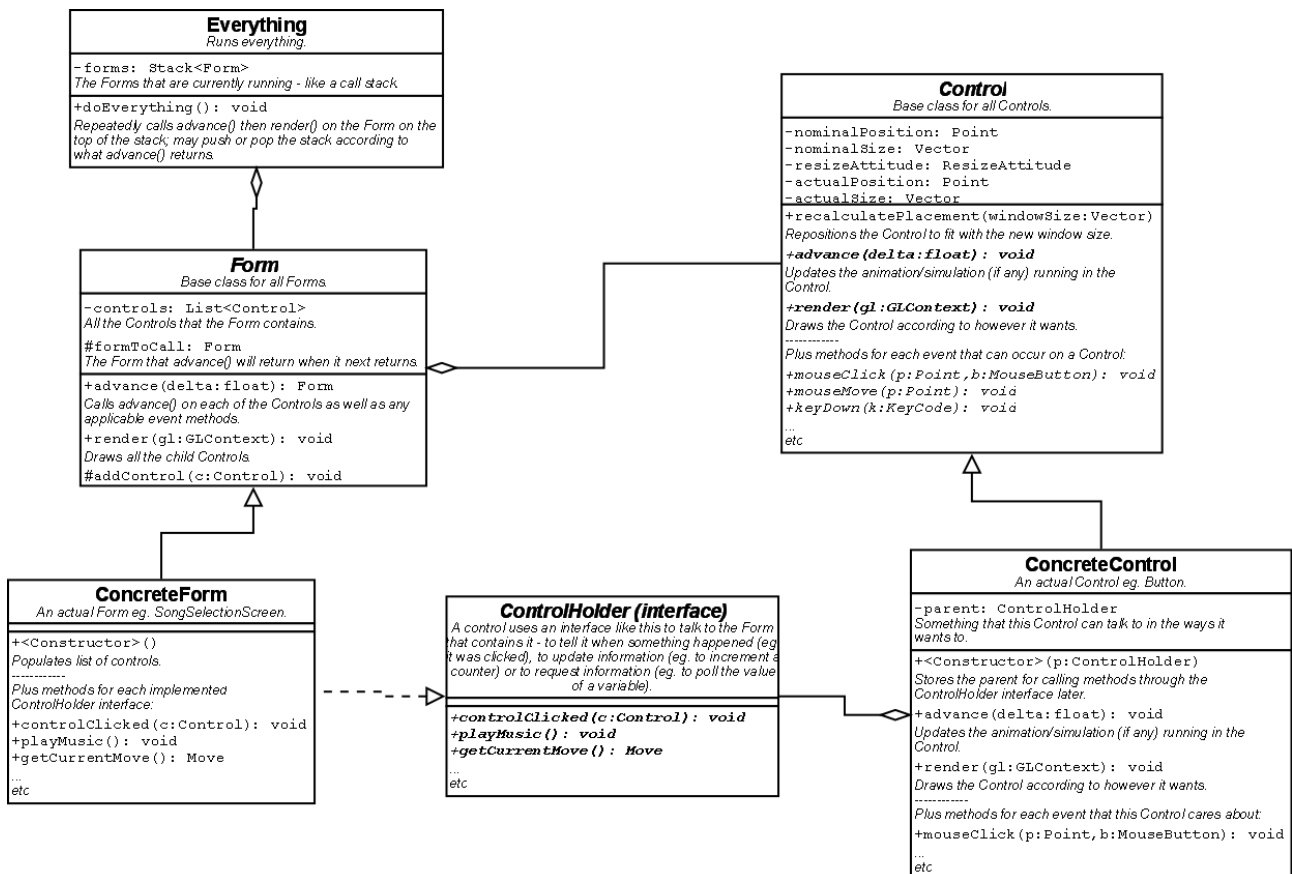 Everything
Runs everything.
-forms: Stack<Form>
The Forms that are currently running - like a call stack.
+doEverything(): void
Repeatedly calls advance() then render() on the Form on the
top of the stack; may push or pop the stack according to
what advance() returns.
Control
Base class for all Controls.
-nominalPosition: Point
-nominalSize: Vector
-resizeAttitude: ResizeAttitude
-actualPosition: Point
-actualSize: Vector
+recalculatePlacement(windowSize:Vector)
Repositions the Control to fit with the new window size.
+advance(delta:float): void
Updates the animation/simulation (if any) running in the
Control.
+render(gl:GLContext): void
Draws the Control according to however it wants.
------------
Plus methods for each event that can occur on a Control:
+mouseClick(p:Point,b:MouseButton): void
+mouseMove(p:Point): void
+keyDown(k:KeyCode): void
...
etc
Form
Base class for all Forms.
-controls: List<Control>
All the Controls that the Form contains.
#formToCall: Form
The Form that advance() will return when it next returns.
+advance(delta:float): Form
Calls advance() on each of the Controls as well as any
applicable event methods.
+render(gl:GLContext): void
Draws all the child Controls.
#addControl(c:Control): void
ConcreteForm
An actual Form eg. SongSelectionScreen.
+<Constructor>()
Populates list of controls.
------------
Plus methods for each implemented
ControlHolder interface:
+controlClicked(c:Control): void
+playMusic(): void
+getCurrentMove(): Move
...
etc
ControlHolder (interface)
A control uses an interface like this to talk to the Form
that contains it - to tell it when something happened (eg.
it was clicked), to update information (eg. to increment a
counter) or to request information (eg. to poll the value
of a variable).
+controlClicked(c:Control): void
+playMusic(): void
+getCurrentMove(): Move
...
etc
ConcreteControl
An actual Control eg. Button.
-parent: ControlHolder
Something that this Control can talk to in the ways it
wants to.
+<Constructor>(p:ControlHolder)
Stores the parent for calling methods through the
ControlHolder interface later.
+advance(delta:float): void
Updates the animation/simulation (if any) running in the
Control.
+render(gl:GLContext): void
Draws the Control according to however it wants.
------------
Plus methods for each event that this Control cares about:
+mouseClick(p:Point,b:MouseButton): void
...
etc